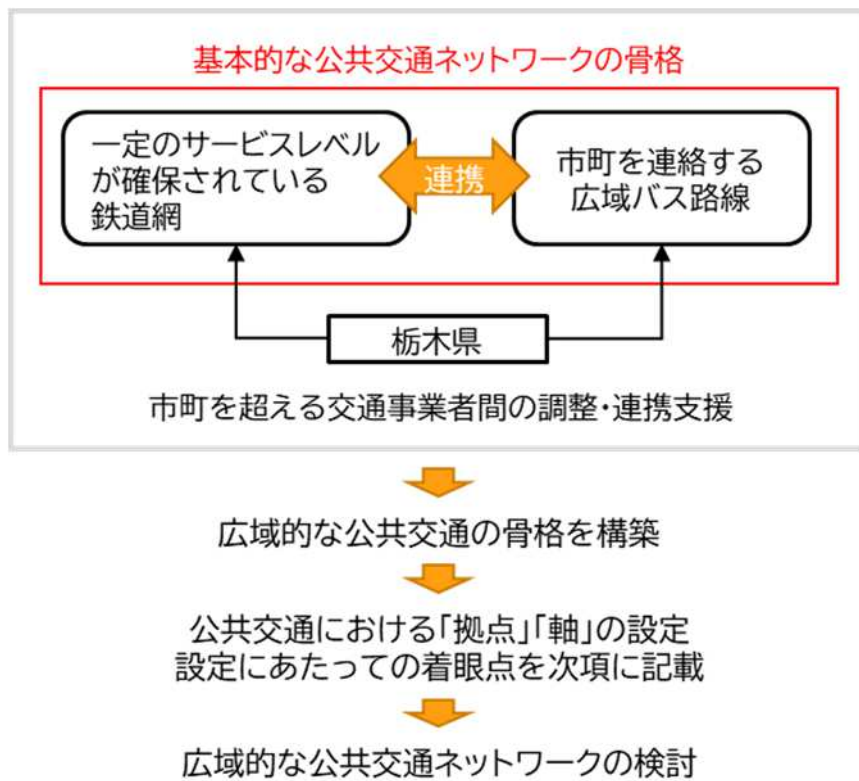 基本的な公共交通ネットワークの骨格
一定のサービスレベル
が確保されている
鉄道網
連携
市町を連絡する
広域バス路線
栃木県
市町を超える交通事業者間の調整・連携支援
広域的な公共交通の骨格を構築
公共交通における「拠点」「軸」の設定
設定にあたっての着眼点を次項に記載
広域的な公共交通ネットワークの検討